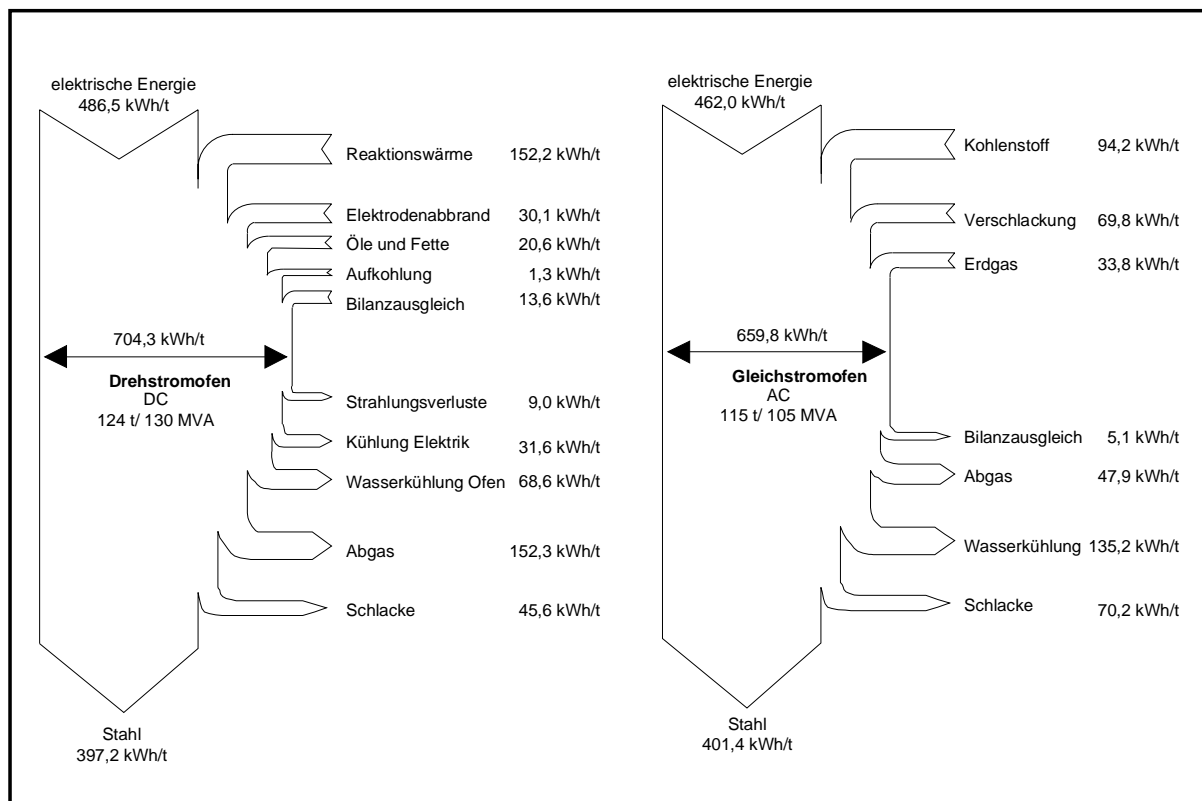 elektrische Energie
486,5 kWh/t
Reaktionswärme 152,2 kWh/t
Elektrodenabbrand 30,1 kWh/t
Öle und Fette 20,6 kWh/t
Aufkohlung 1,3 kWh/t
Bilanzausgleich 13,6 kWh/t
704,3 kWh/t
Drehstromofen
DC
124 t/ 130 MVA
Strahlungsverluste 9,0 kWh/t
Kühlung Elektrik 31,6 kWh/t
Wasserkühlung Ofen 68,6 kWh/t
Abgas 152,3 kWh/t
Schlacke 45,6 kWh/t
Stahl
397,2 kWh/t
elektrische Energie
462,0 kWh/t
Kohlenstoff 94,2 kWh/t
Verschlackung 69,8 kWh/t
Erdgas 33,8 kWh/t
659,8 kWh/t
Gleichstromofen
AC
115 t/ 105 MVA
Bilanzausgleich 5,1 kWh/t
Abgas 47,9 kWh/t
Wasserkühlung 135,2 kWh/t
Schlacke 70,2 kWh/t
Stahl
401,4 kWh/t